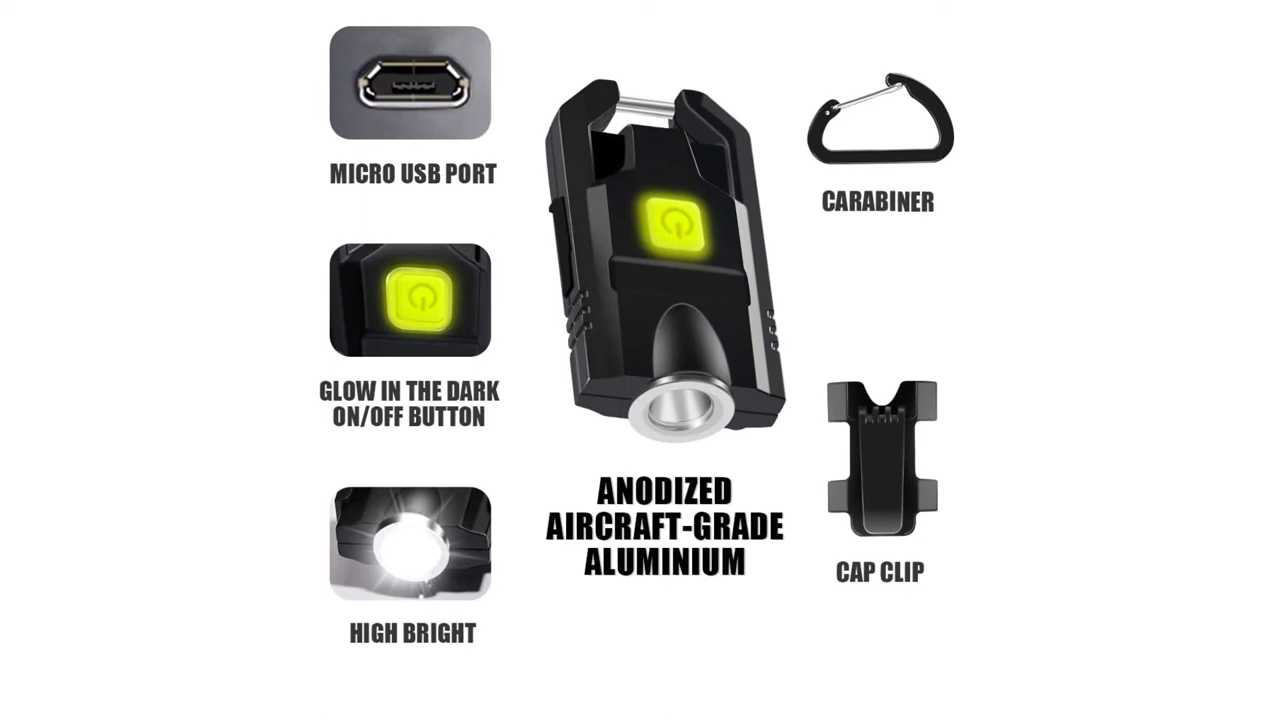 MICRO USB PORT
GLOW IN THE DARK
ON/OFF BUTTON
HIGH BRIGHT
ANODIZED
AIRCRAFT-GRADE
ALUMINIUM
CARABINER
CAP CLIP